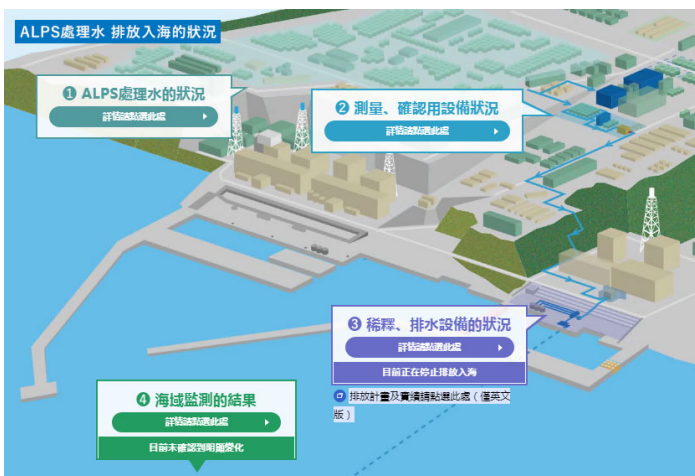 ALPS處理水 排放入海的狀況
❶ ALPS處理水的狀況
詳情請點選此處
❷ 測量、確認用設備狀況
詳情請點選此處
❸ 稀釋、排水設備的狀況
詳情請點選此處
目前正在停止排放入海
排放計畫及實績請點選此處（僅英文
版）
❹ 海域監測的結果
詳情請點選此處
目前未確認到明顯變化